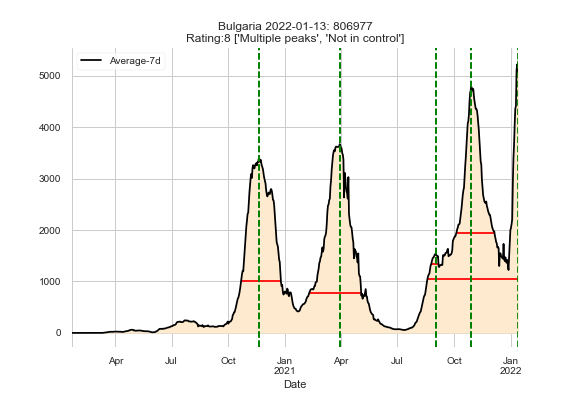 Bulgaria 2022-01-13: 806977
Rating:8 ['Multiple peaks', 'Not in control']
Average-7d
5000
4000
3000
2000
1000
0
Apr Jul Oct Jan Apr Jul Oct Jan
2021 2022
Date